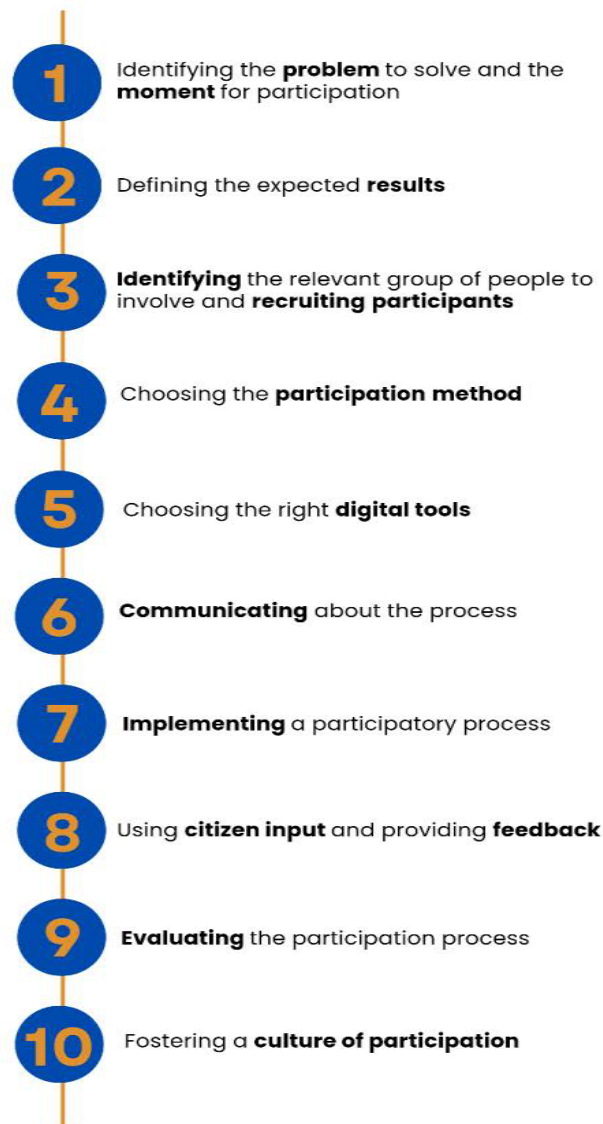 1
Identifying the problem to solve and the
moment for participation
2
Defining the expected results
3
Identifying the relevant group of people to
involve and recruiting participants
4
Choosing the participation method
5
Choosing the right digital tools
6
Communicating about the process
7
Implementing a participatory process
8
Using citizen input and providing feedback
9
Evaluating the participation process
10
Fostering a culture of participation